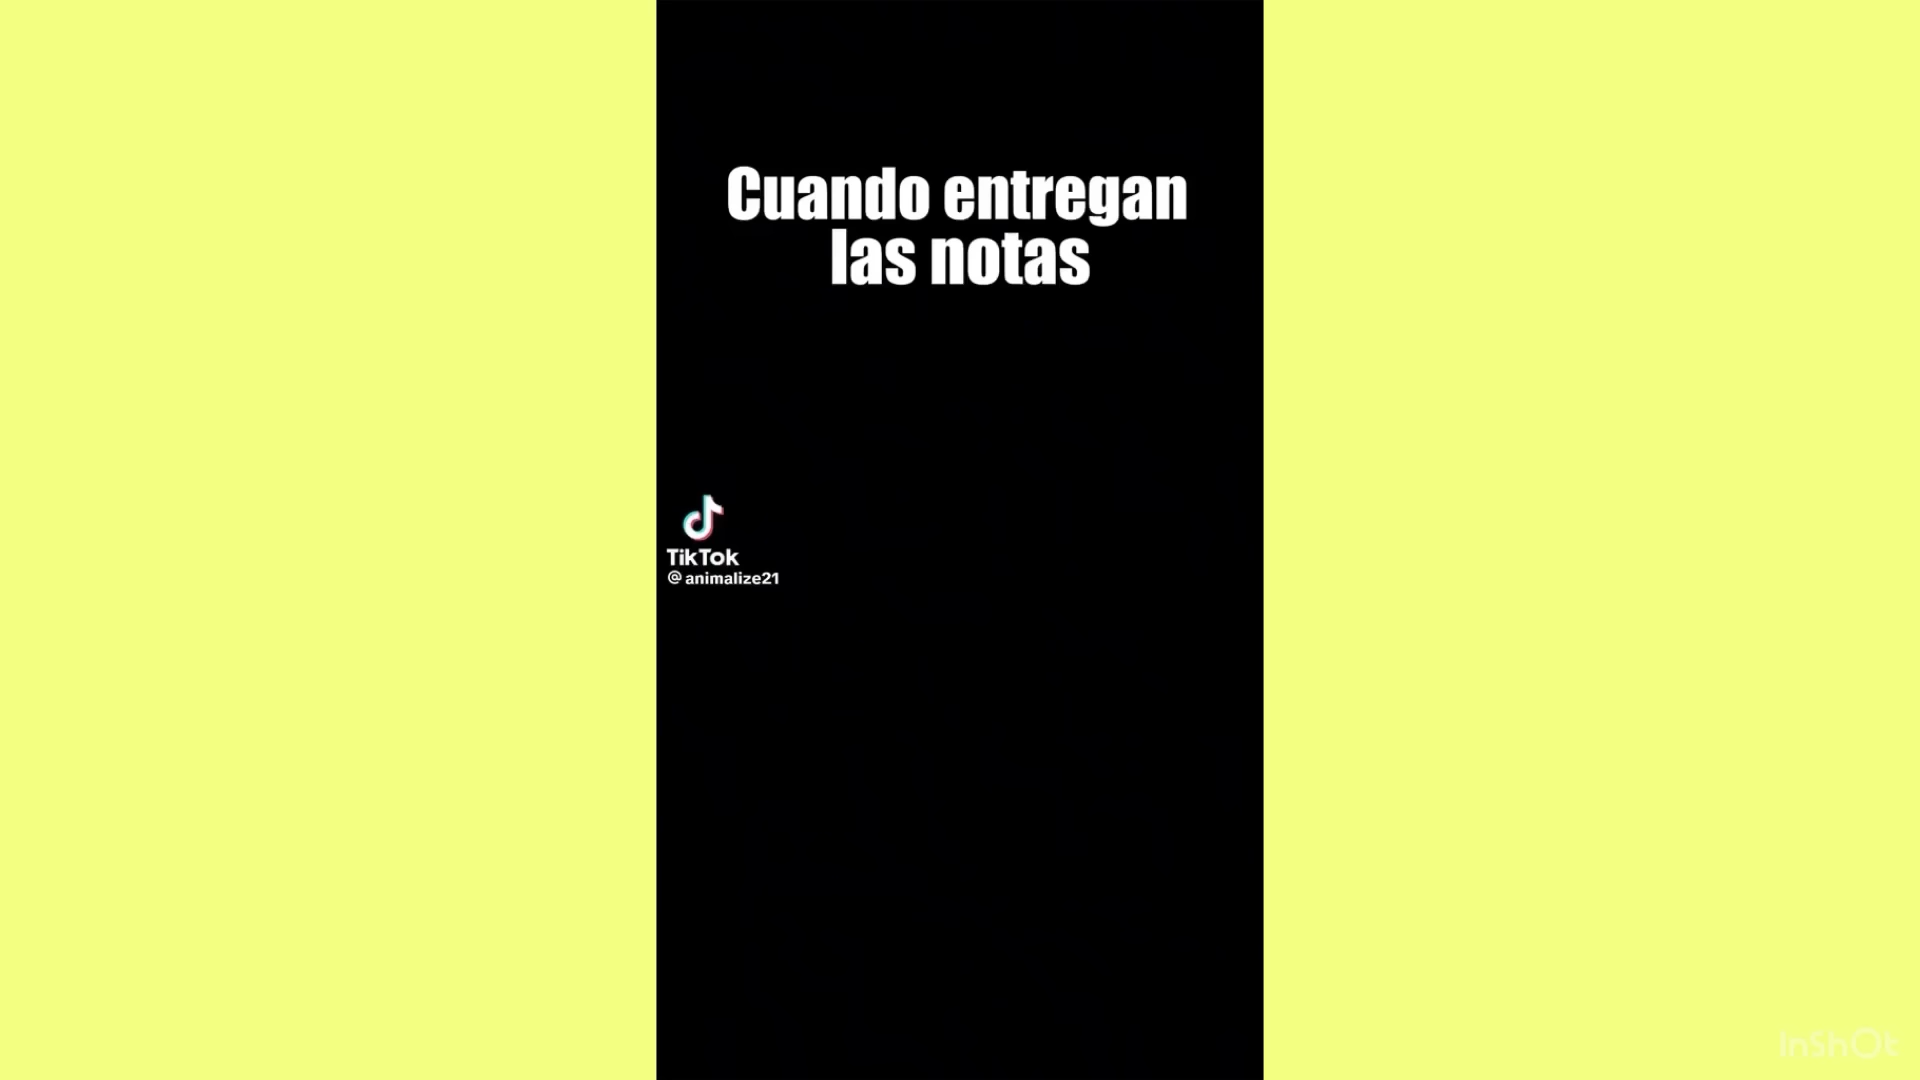 Cuando entregan
las notas
TikTok
@animalize21
InShOt